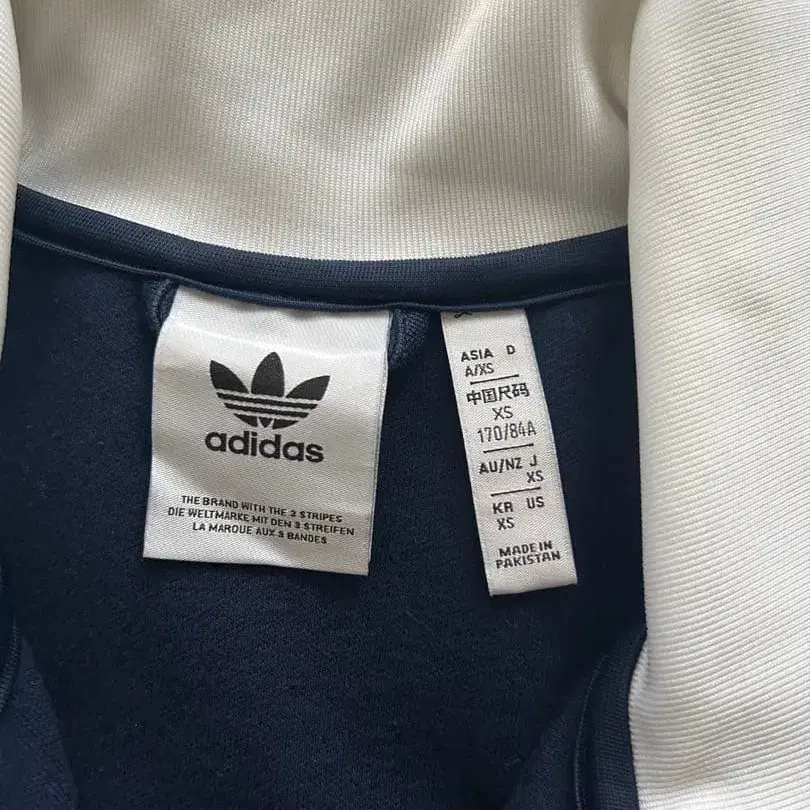 adidas
THE BRAND WITH THE 3 STRIPES
DIE WELTMARKE MIT DEN 3 STREIFEN
LA MARQUE AUX 3 BANDES
ASIA D
A/XS
中国尺码
XS
170/84A
AU/NZ J
XS
KR US
XS
MADE IN
PAKISTAN